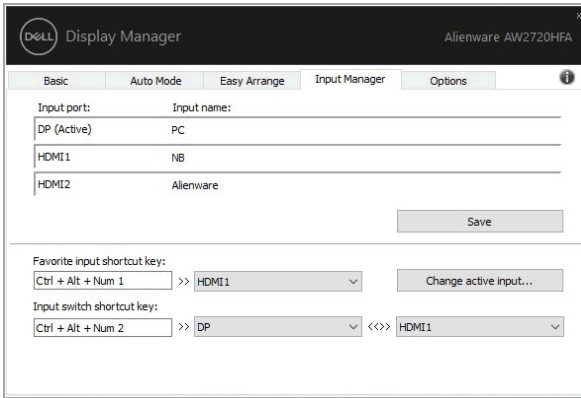 DELL Display Manager Alienware AW2720HFA
Basic Auto Mode Easy Arrange Input Manager Options
Input port: Input name:
DP (Active) PC
HDMI1 NB
HDMI2 Alienware
Save
Favorite input shortcut key:
Ctrl + Alt + Num 1 >> HDMI1 Change active input...
Input switch shortcut key:
Ctrl + Alt + Num 2 >> DP <<>> HDMI1